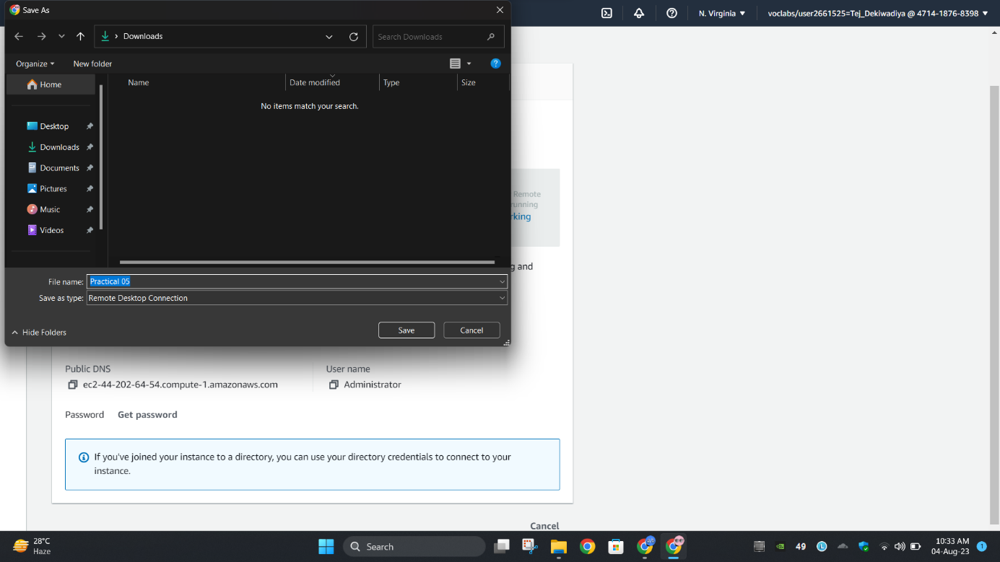 Save As
N. Virginia
voclabs/user2661525=Tej_Dekiwadiya @ 4714-1876-8398
Downloads
Search Downloads
Organize
New folder
Home
Name
Date modified
Type
Size
No items match your search.
Desktop
Downloads
Documents
Pictures
Music
Videos
Remote
running
rking
g and
File name:
Practical 05
Save as type:
Remote Desktop Connection
Hide Folders
Save
Cancel
Public DNS
User name
ec2-44-202-64-54.compute-1.amazonaws.com
Administrator
Password
Get password
If you've joined your instance to a directory, you can use your directory credentials to connect to your
instance.
Cancel
28°C
Haze
Search
49
10:33 AM
04-Aug-23
1